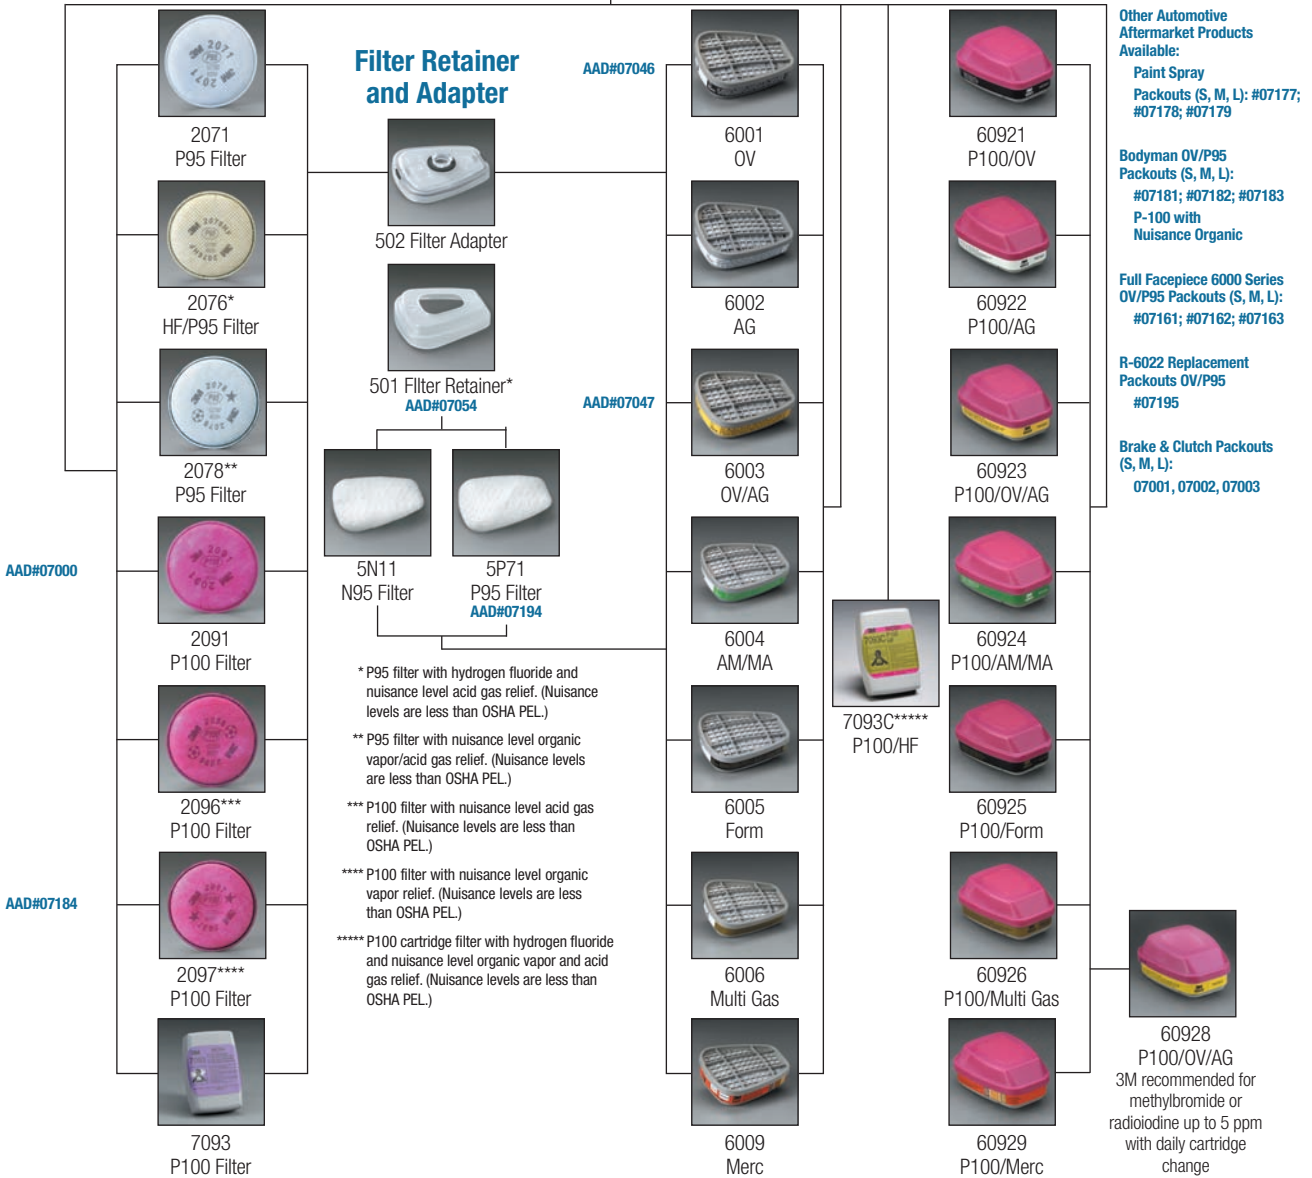 2071
P95 Filter
2076*
HF/P95 Filter
2078**
P95 Filter
AAD#07000
2091
P100 Filter
2096***
P100 Filter
AAD#07184
2097****
P100 Filter
7093
P100 Filter
Filter Retainer
and Adapter
502 Filter Adapter
501 FIlter Retainer*
AAD#07054
5N11
N95 Filter
5P71
P95 Filter
AAD#07194
* P95 filter with hydrogen fluoride and
nuisance level acid gas relief. (Nuisance
levels are less than OSHA PEL.)
** P95 filter with nuisance level organic
vapor/acid gas relief. (Nuisance levels
are less than OSHA PEL.)
*** P100 filter with nuisance level acid gas
relief. (Nuisance levels are less than
OSHA PEL.)
**** P100 filter with nuisance level organic
vapor relief. (Nuisance levels are less
than OSHA PEL.)
***** P100 cartridge filter with hydrogen fluoride
and nuisance level organic vapor and acid
gas relief. (Nuisance levels are less than
OSHA PEL.)
AAD#07046
6001
OV
6002
AG
AAD#07047
6003
OV/AG
6004
AM/MA
6005
Form
6006
Multi Gas
6009
Merc
7093C*****
P100/HF
60921
P100/OV
60922
P100/AG
60923
P100/OV/AG
60924
P100/AM/MA
60925
P100/Form
60926
P100/Multi Gas
60929
P100/Merc
60928
P100/OV/AG
3M recommended for
methylbromide or
radioiodine up to 5 ppm
with daily cartridge
change
Other Automotive
Aftermarket Products
Available:
Paint Spray
Packouts (S, M, L): #07177;
#07178; #07179
Bodyman OV/P95
Packouts (S, M, L):
#07181; #07182; #07183
P-100 with
Nuisance Organic
Full Facepiece 6000 Series
OV/P95 Packouts (S, M, L):
#07161; #07162; #07163
R-6022 Replacement
Packouts OV/P95
#07195
Brake & Clutch Packouts
(S, M, L):
07001, 07002, 07003